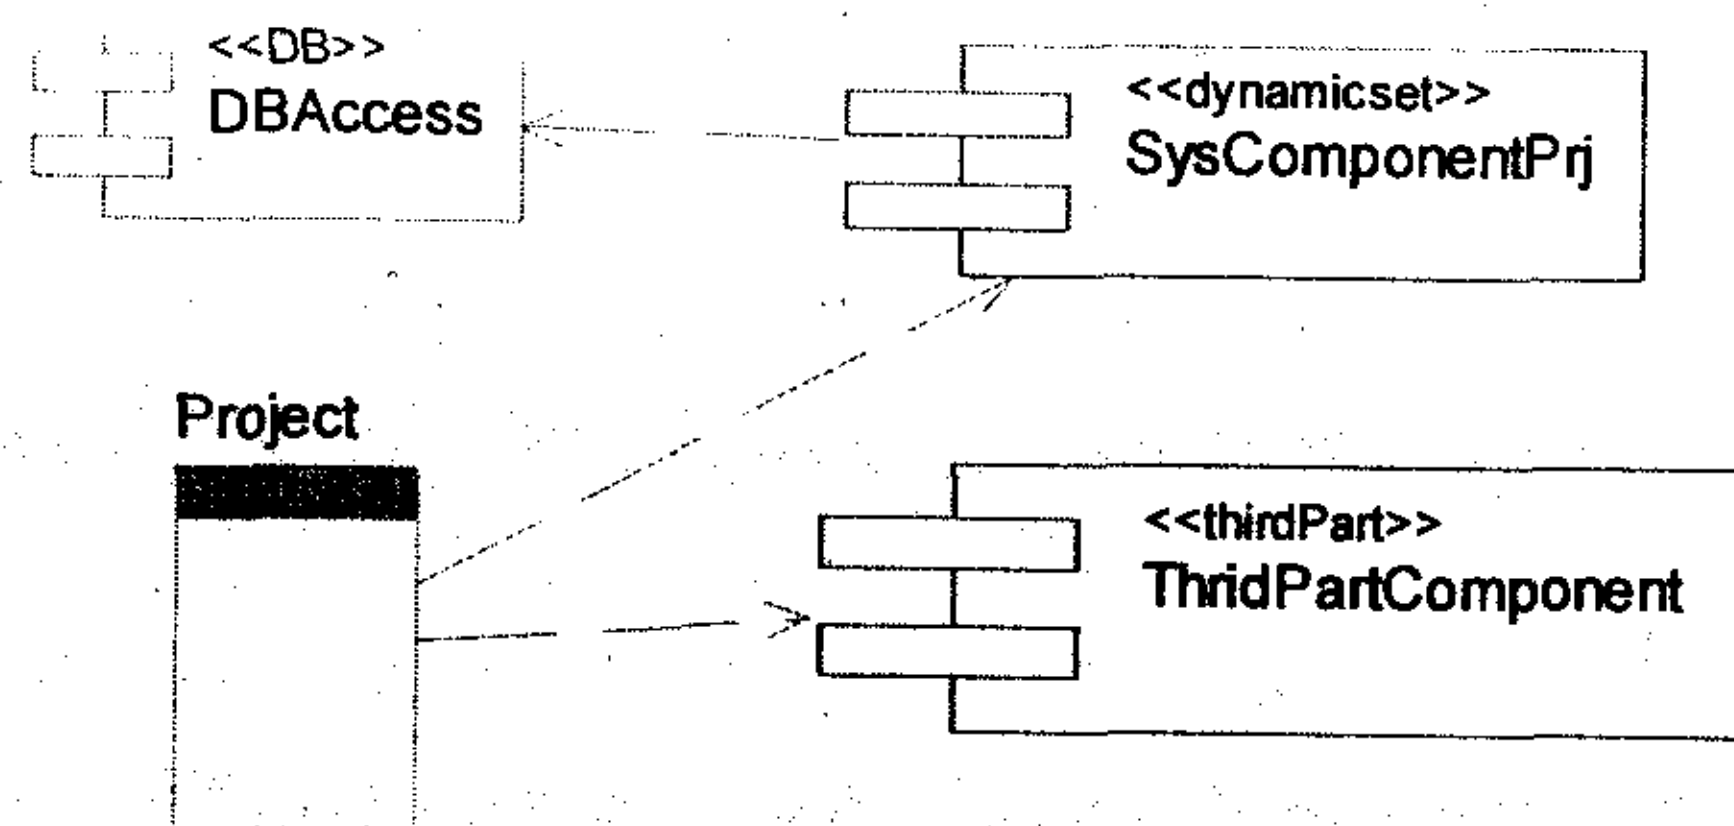 <<DB>>
DBAccess
<<dynamicset>>
SysComponentPrj
Project
<<thirdPart>>
ThridPartComponent